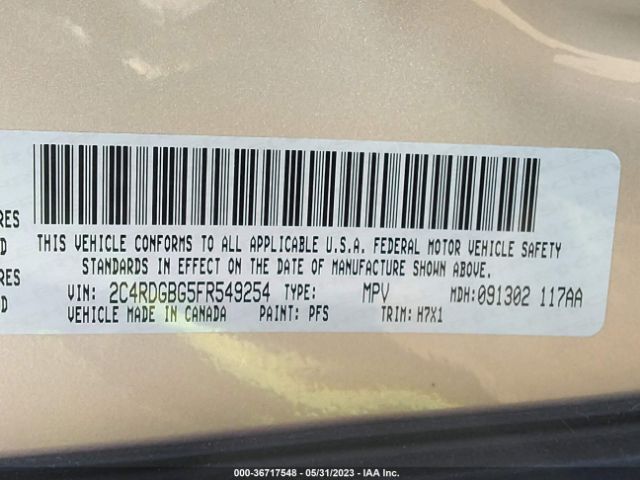 THIS VEHICLE CONFORMS TO ALL APPLICABLE U.S.A. FEDERAL MOTOR VEHICLE SAFETY
STANDARDS IN EFFECT ON THE DATE OF MANUFACTURE SHOWN ABOVE.
VIN: 2C4RDGBG5FR549254 TYPE: MPV MDH:091302 117AA
VEHICLE MADE IN CANADA PAINT: PFS TRIM: H7X1
000-36717548 - 05/31/2023 - IAA Inc.